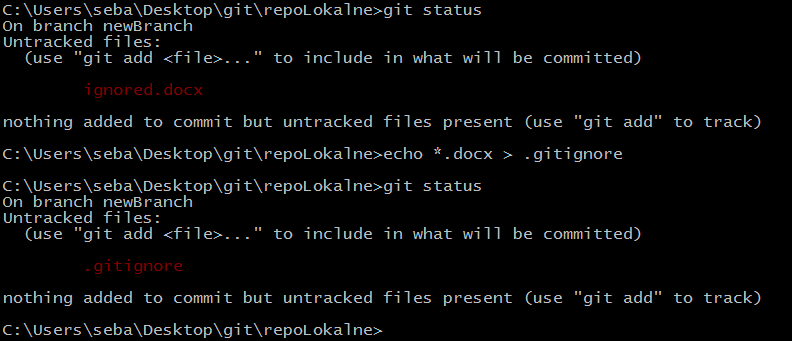 C:\Users\seba\Desktop\git\repoLokalne>git status
On branch newBranch
Untracked files:
  (use "git add <file>..." to include in what will be committed)
        ignored.docx
nothing added to commit but untracked files present (use "git add" to track)
C:\Users\seba\Desktop\git\repoLokalne>echo *.docx > .gitignore
C:\Users\seba\Desktop\git\repoLokalne>git status
On branch newBranch
Untracked files:
  (use "git add <file>..." to include in what will be committed)
        .gitignore
nothing added to commit but untracked files present (use "git add" to track)
C:\Users\seba\Desktop\git\repoLokalne>